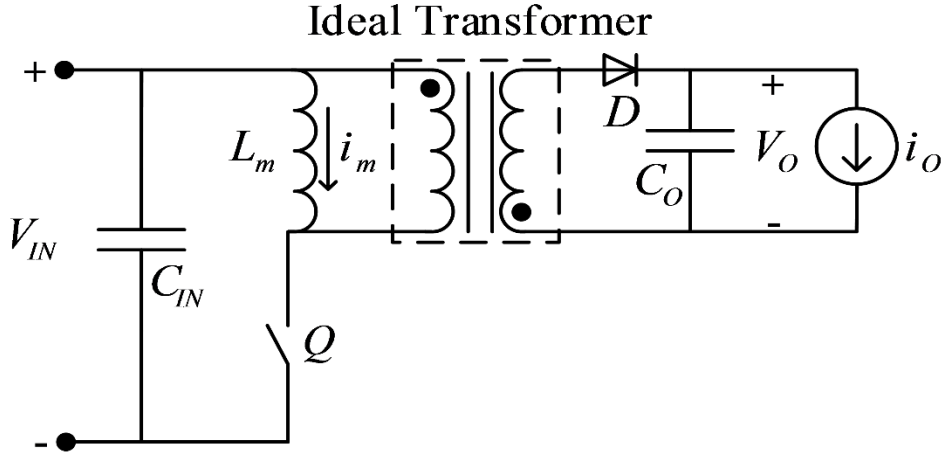 Ideal Transformer
+
D
+
L_m
i_m
C_O
V_O
i_O
-
V_IN
C_IN
Q
-